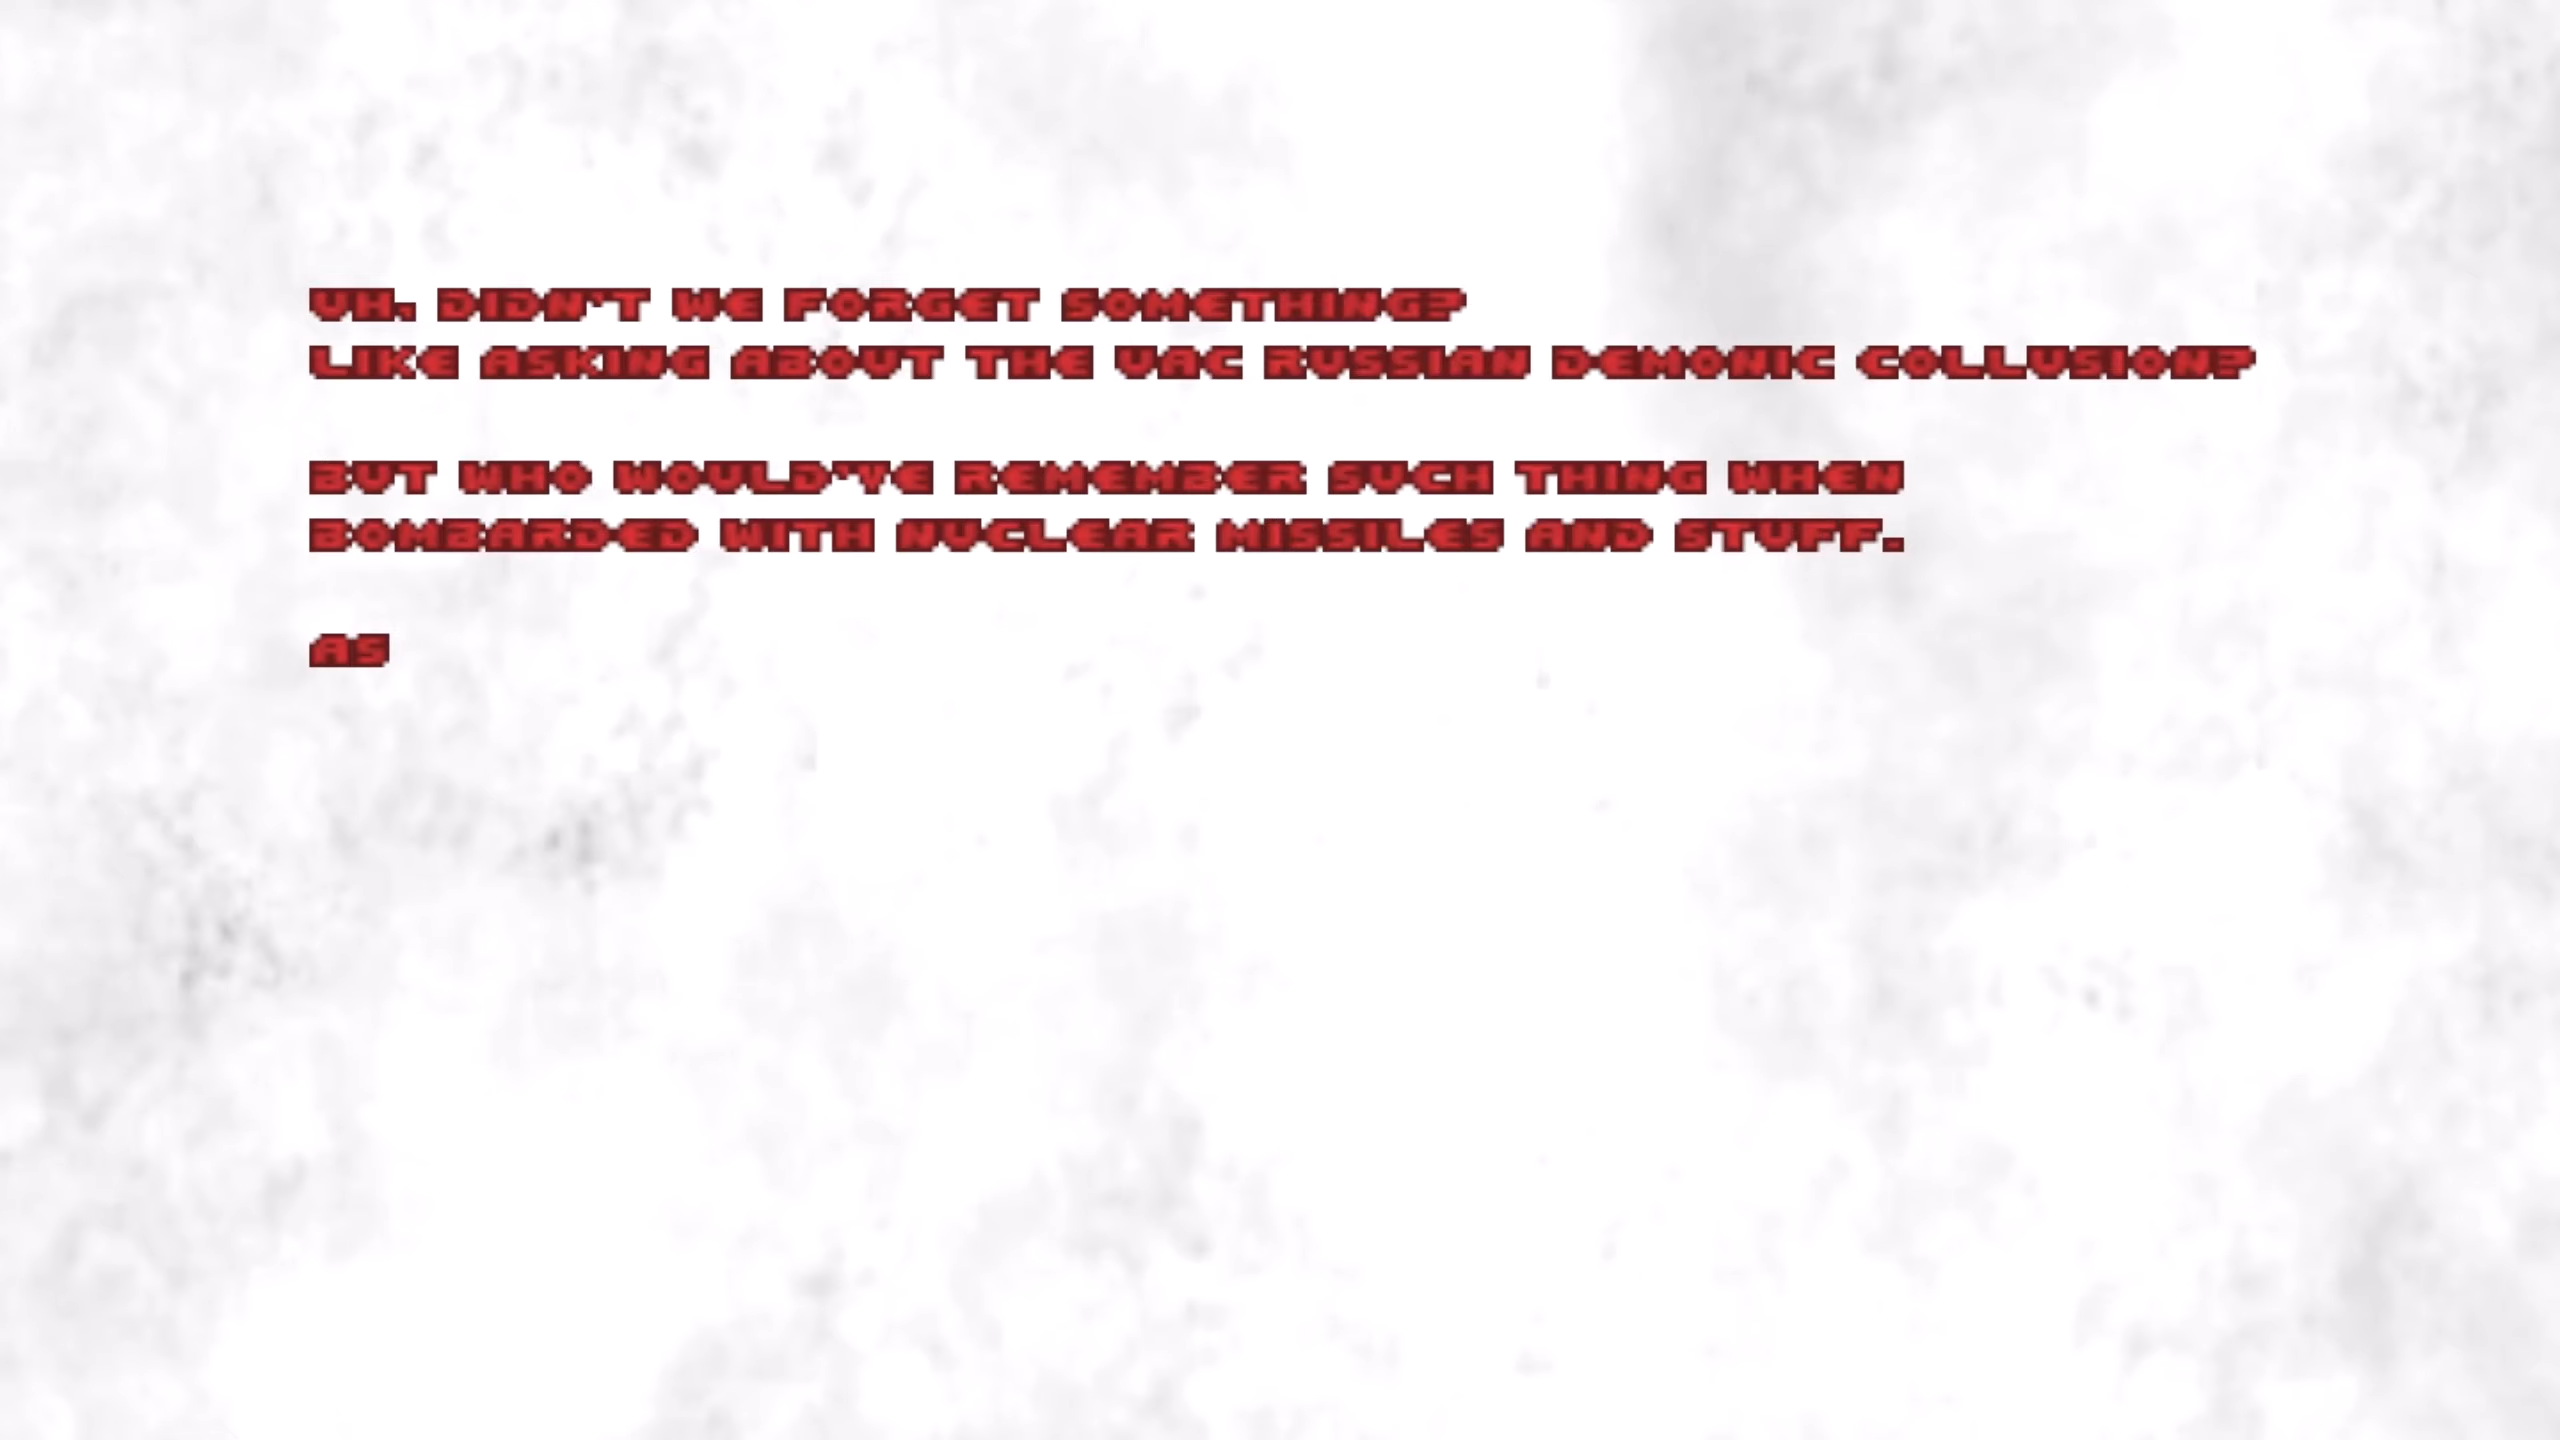 UH, DIDN'T WE FORGET SOMETHING?
LIKE ASKING ABOUT THE UAC RUSSIAN DEMONIC COLLUSION?
BUT WHO WOULD'VE REMEMBER SUCH THING WHEN
BOMBARDED WITH NUCLEAR MISSILES AND STUFF.
AS